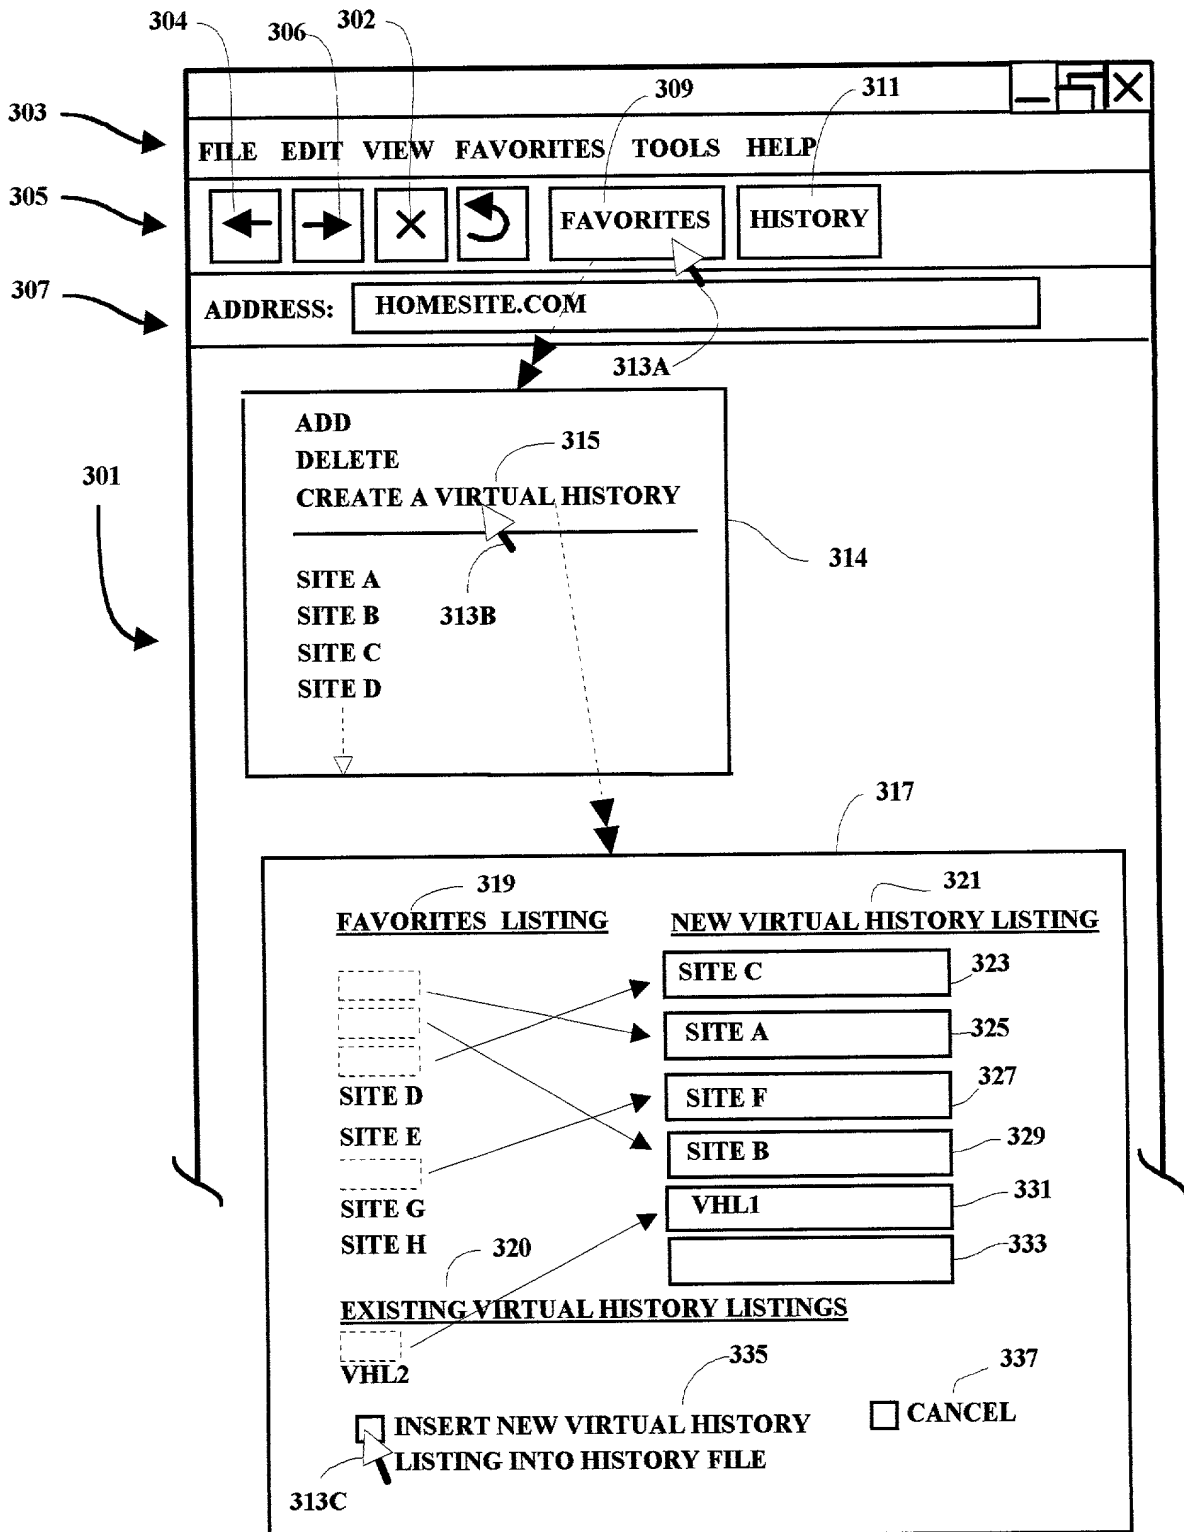 304
306
302
309
311
303
FILE EDIT VIEW FAVORITES TOOLS HELP
305
FAVORITES
HISTORY
307
ADDRESS: HOMESITE.COM
313A
ADD
DELETE
315
CREATE A VIRTUAL HISTORY
301
314
SITE A
SITE B
313B
SITE C
SITE D
317
319
321
FAVORITES LISTING
NEW VIRTUAL HISTORY LISTING
SITE C
323
SITE A
325
SITE D
SITE F
327
SITE E
SITE B
329
SITE G
VHL1
331
SITE H
320
333
EXISTING VIRTUAL HISTORY LISTINGS
VHL2
335
337
INSERT NEW VIRTUAL HISTORY
LISTING INTO HISTORY FILE
CANCEL
313C